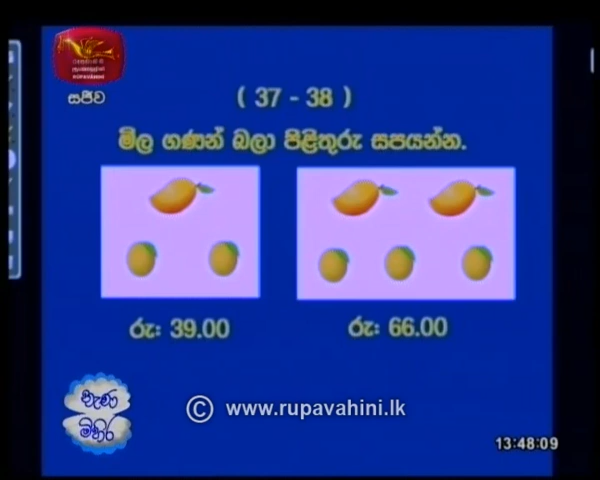 සජීව
( 37 - 38 )
මිල ගණන් බලා පිළිතුරු සපයන්න.
රු: 39.00
රු: 66.00
නැණ
මිහිර
© www.rupavahini.lk
13:48:09